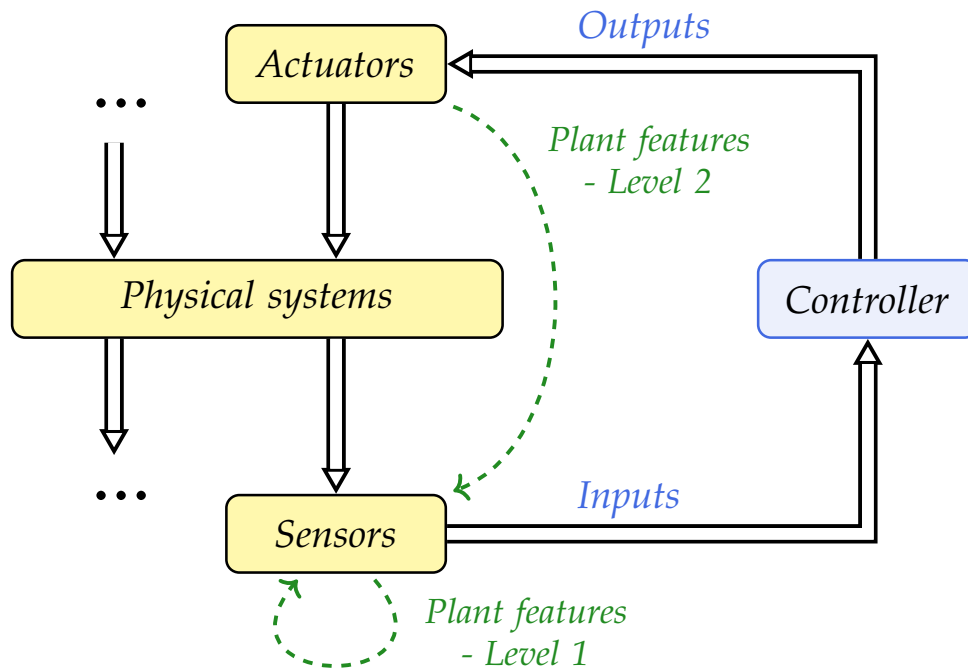 Outputs
Actuators
...
Plant features
- Level 2
Physical systems
Controller
...
Inputs
Sensors
Plant features
- Level 1